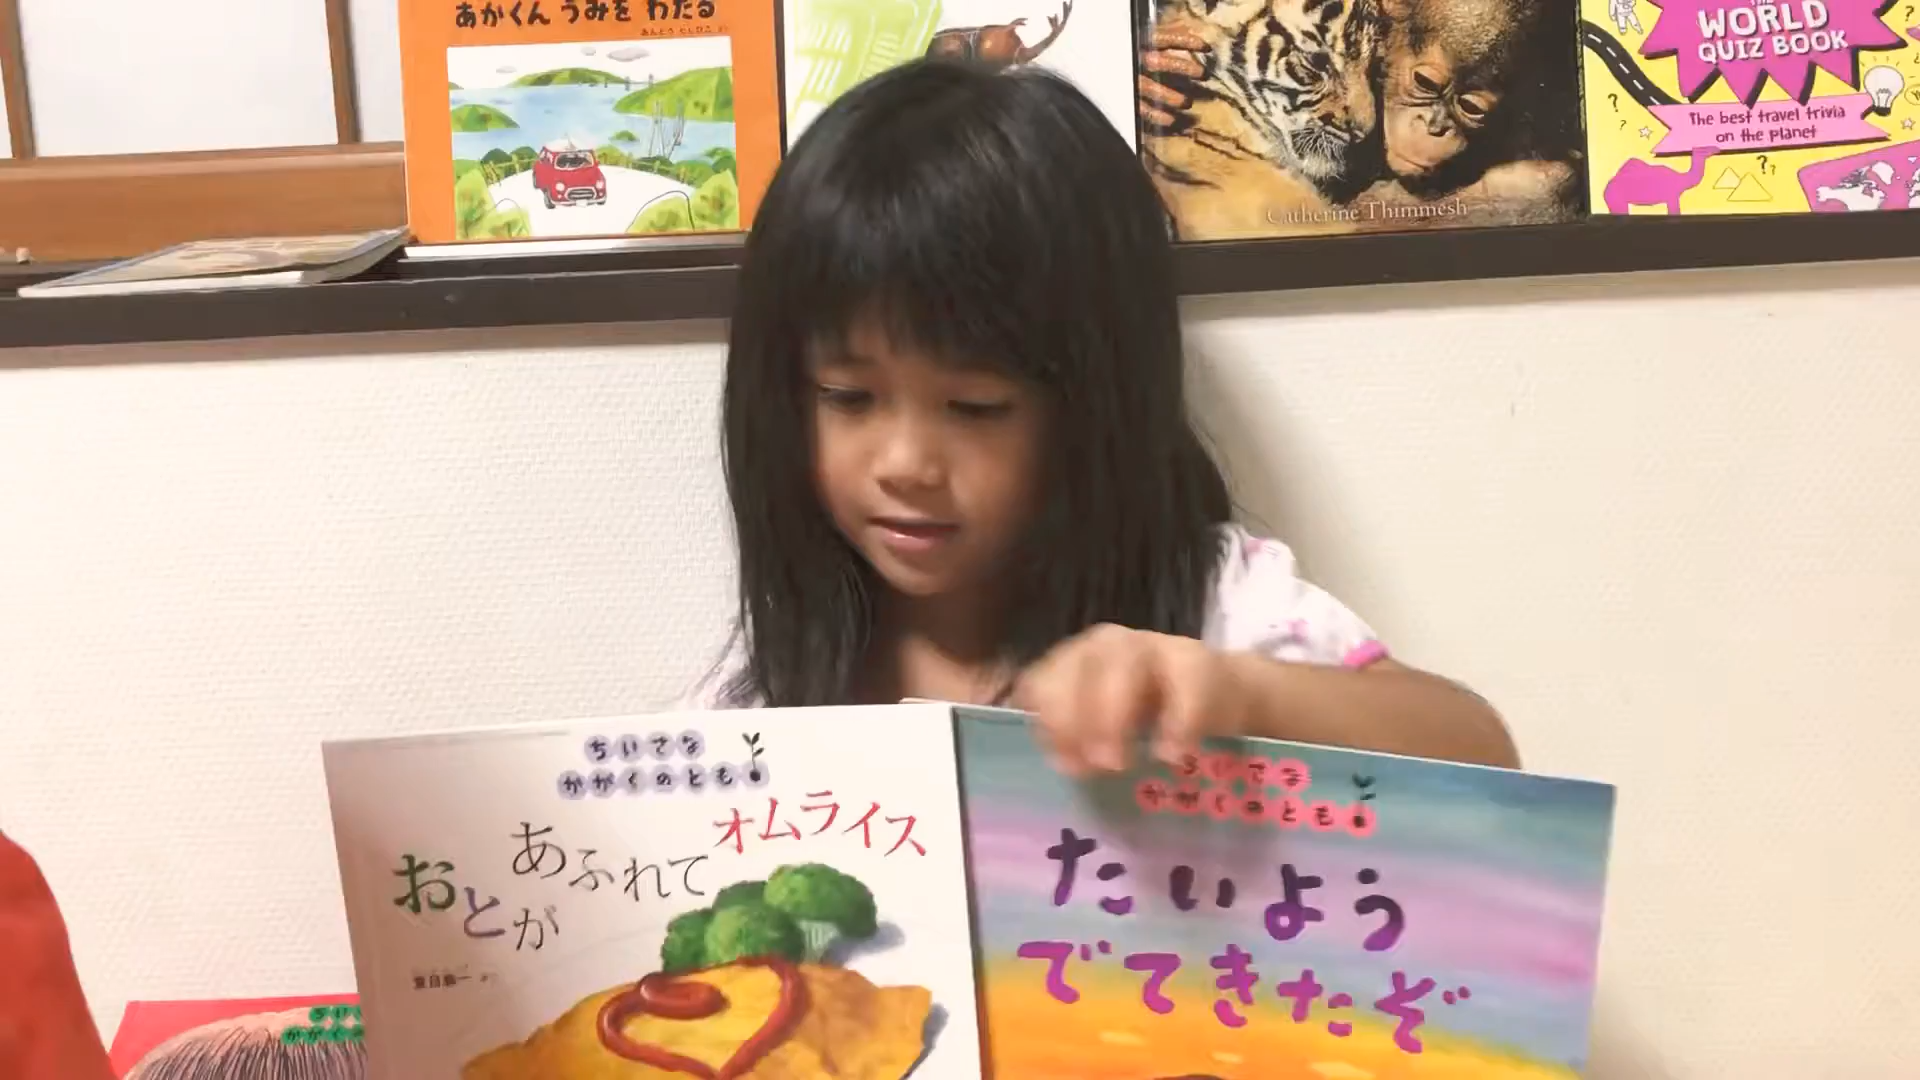 あかくん うみを わたる
WORLD
QUIZ BOOK
The best travel trivia
on the planet
Catherine Thimmesh
ちいさな
かがくのとも
おとが
あふれて
オムライス
ちいさな
かがくのとも
たいよう
でてきたぞ